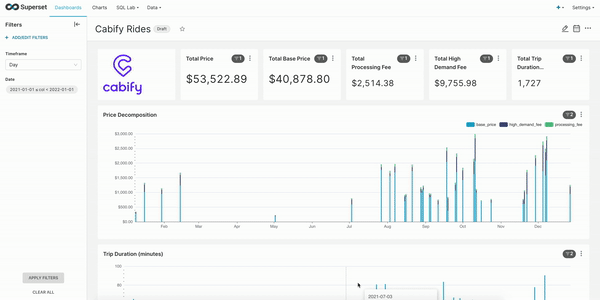 Superset
Dashboards
Charts
SQL Lab
Data
Settings
Filters
+ ADD/EDIT FILTERS
Timeframe
Day
Date
2021-01-01 ≤ col < 2022-01-01
APPLY FILTERS
CLEAR ALL
Cabify Rides
Draft
cabify
Total Price
1
$53,522.89
Total Base Price
1
$40,878.80
Total
Processing Fee
1
$2,514.38
Total High
Demand Fee
1
$9,755.98
Total Trip
Duration...
1
1,727
Price Decomposition
2
base_price
high_demand_fee
processing_fee
$3,000.00
$2,500.00
$2,000.00
$1,500.00
$1,000.00
$500.00
$0.00
Feb
Mar
Apr
May
Jun
Jul
Aug
Sep
Oct
Nov
Dec
Trip Duration (minutes)
2
100
80
60
2021-07-03